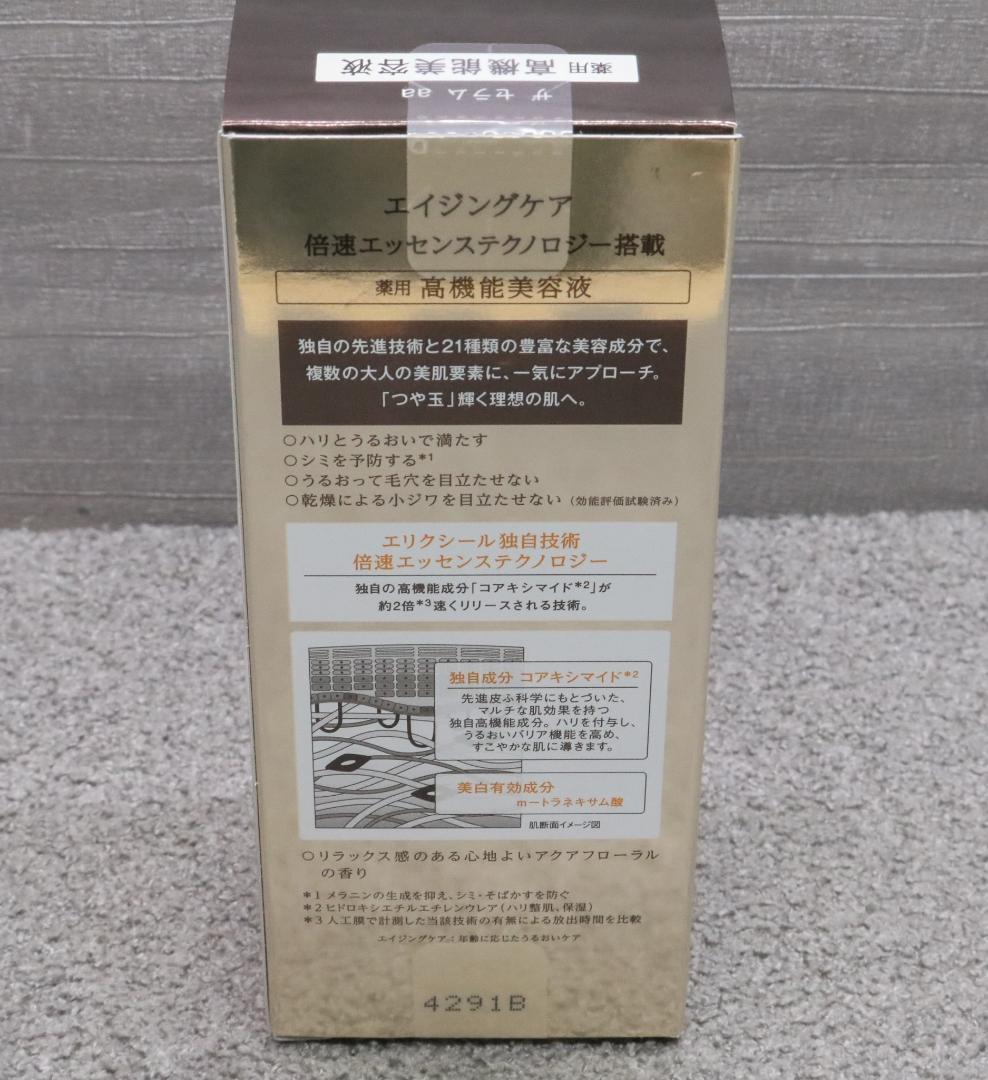 薬用 高機能美容液
ザ セラム aa
エイジングケア
倍速エッセンステクノロジー搭載
薬用 高機能美容液
独自の先進技術と21種類の豊富な美容成分で、
複数の大人の美肌要素に、一気にアプローチ。
「つや玉」輝く理想の肌へ。
○ハリとうるおいで満たす
○シミを予防する*1
○うるおって毛穴を目立たせない
○乾燥による小ジワを目立たせない（効能評価試験済み）
エリクシール独自技術
倍速エッセンステクノロジー
独自の高機能成分「コアキシマイド*2」が
約2倍*3速くリリースされる技術。
独自成分 コアキシマイド*2
先進皮ふ科学にもとづいた、
マルチな肌効果を持つ
独自高機能成分。ハリを付与し、
うるおいバリア機能を高め、
すこやかな肌に導きます。
美白有効成分
m－トラネキサム酸
肌断面イメージ図
○リラックス感のある心地よいアクアフローラル
の香り
*1 メラニンの生成を抑え、シミ・そばかすを防ぐ
*2 ヒドロキシエチルエチレンウレア（ハリ整肌、保湿）
*3 人工膜で計測した当該技術の有無による放出時間を比較
エイジングケア：年齢に応じたうるおいケア
4291B